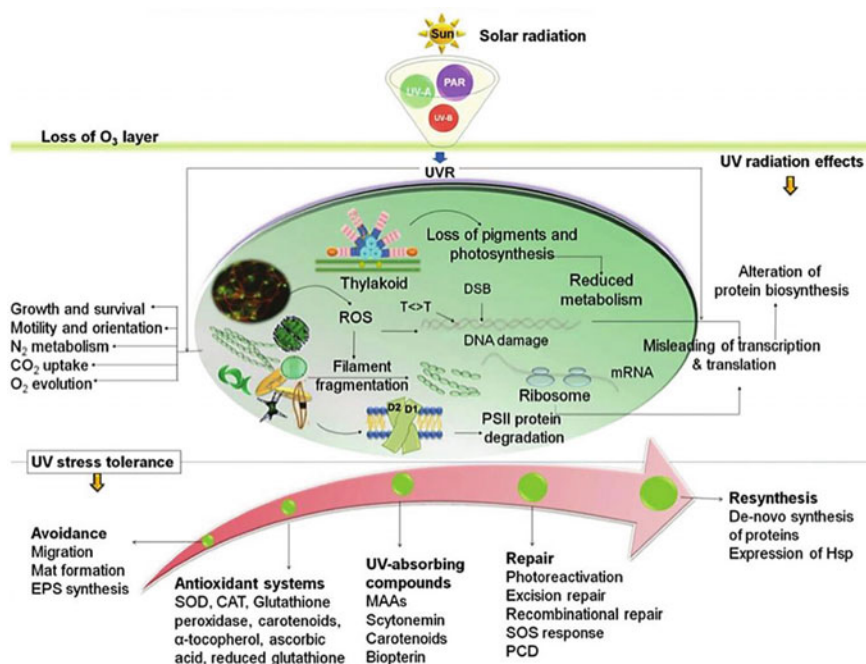 Sun
Solar radiation
UV-A
PAR
UV-B
Loss of O₃ layer
UVR
UV radiation effects
Thylakoid
Loss of pigments and
photosynthesis
Reduced
metabolism
Alteration of
protein biosynthesis
Growth and survival
Motility and orientation
N₂ metabolism
CO₂ uptake
O₂ evolution
ROS
T<>T
DSB
DNA damage
Misleading of transcription
& translation
Filament
fragmentation
mRNA
Ribosome
D2 D1
PSII protein
degradation
UV stress tolerance
Avoidance
Migration
Mat formation
EPS synthesis
Antioxidant systems
SOD, CAT, Glutathione
peroxidase, carotenoids,
α-tocopherol, ascorbic
acid, reduced glutathione
UV-absorbing
compounds
MAAs
Scytonemin
Carotenoids
Biopterin
Repair
Photoreactivation
Excision repair
Recombinational repair
SOS response
PCD
Resynthesis
De-novo synthesis
of proteins
Expression of Hsp